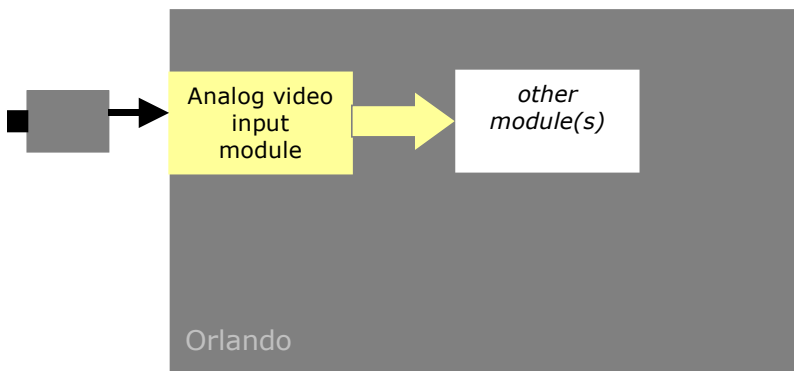 Analog video
input
module
other
module(s)
Orlando